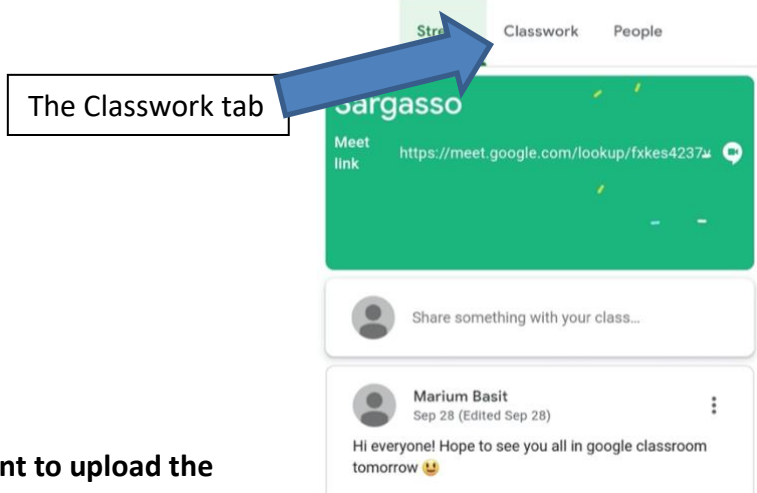 Stre
Classwork
People
The Classwork tab
Sargasso
Meet
link
https://meet.google.com/lookup/fxkes4237
Share something with your class...
Marium Basit
Sep 28 (Edited Sep 28)
Hi everyone! Hope to see you all in google classroom
tomorrow 😃
nt to upload the